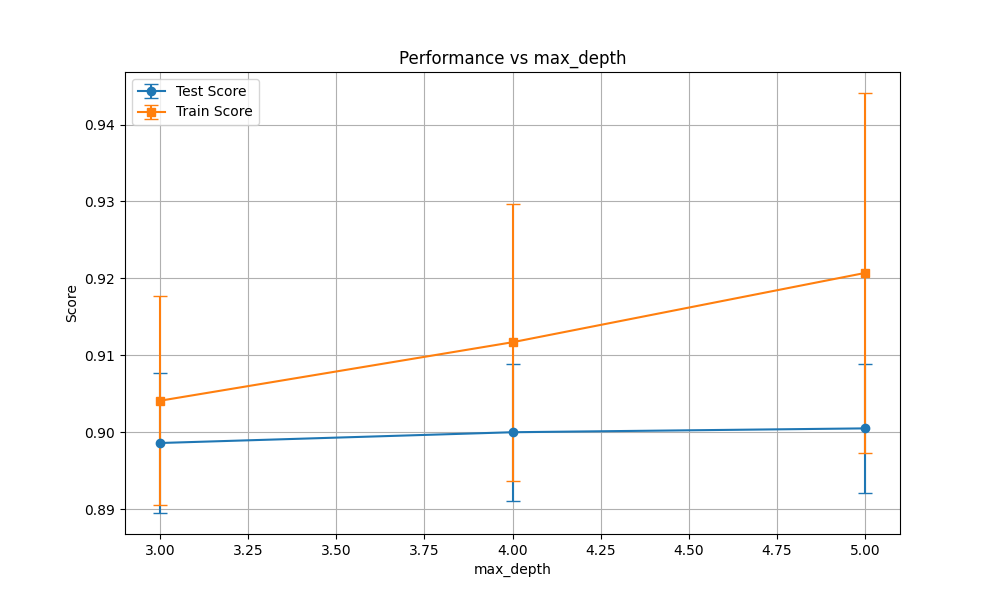 Performance vs max_depth
Test Score
Train Score
0.94
0.93
0.92
0.91
0.90
0.89
Score
3.00 3.25 3.50 3.75 4.00 4.25 4.50 4.75 5.00
max_depth